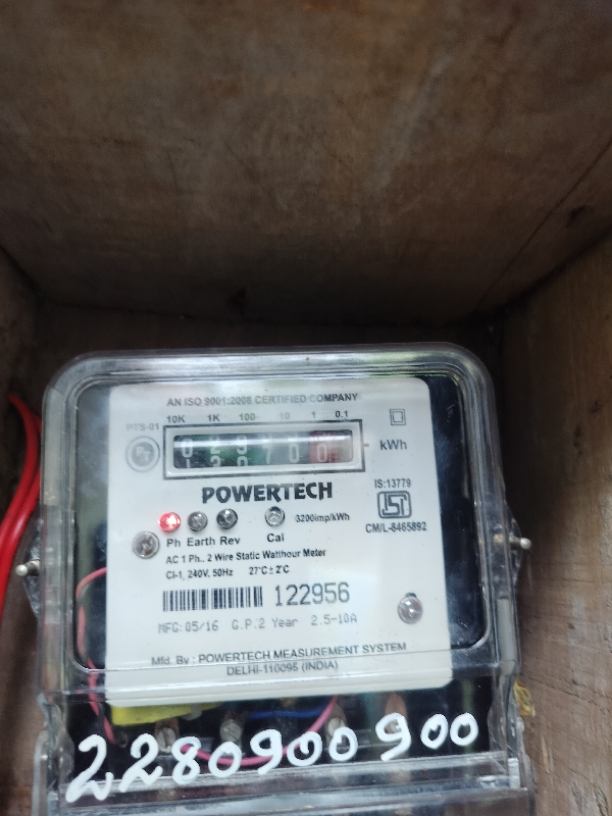 AN ISO 9001:2008 CERTIFIED COMPANY
10K 1K 100 10 1 0.1
PTS-01
kWh
POWERTECH
IS:13779
3200imp/kWh
CM/L-8465892
Ph Earth Rev Cal
AC 1 Ph., 2 Wire Static Watthour Meter
Cl-1, 240V, 50Hz 27°C ± 2°C
122956
MFG:05/16 G.P.2 Year 2.5-10A
Mfd. By : POWERTECH MEASUREMENT SYSTEM
DELHI-110095 (INDIA)
2280900900